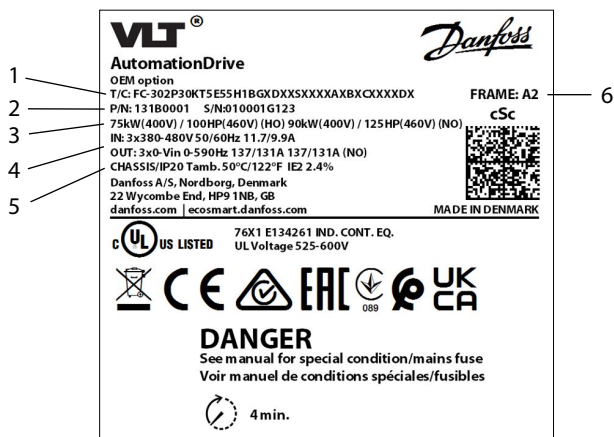 VLT®
Danfoss
AutomationDrive
OEM option
1
T/C: FC-302P30KT5E55H1BGXDXXSXXXXAXBXCXXXXDX
FRAME: A2
6
2
P/N: 131B0001 S/N:010001G123
cSc
3
75kW(400V) / 100HP(460V) (HO) 90kW(400V) / 125HP(460V) (NO)
IN: 3x380-480V 50/60Hz 11.7/9.9A
4
OUT: 3x0-Vin 0-590Hz 137/131A 137/131A (NO)
5
CHASSIS/IP20 Tamb. 50°C/122°F IE2 2.4%
Danfoss A/S, Nordborg, Denmark
22 Wycombe End, HP9 1NB, GB
danfoss.com | ecosmart.danfoss.com
MADE IN DENMARK
C UL US LISTED
76X1 E134261 IND. CONT. EQ.
UL Voltage 525-600V
CE
EAC
089
UK
CA
DANGER
See manual for special condition/mains fuse
Voir manuel de conditions spéciales/fusibles
4 min.